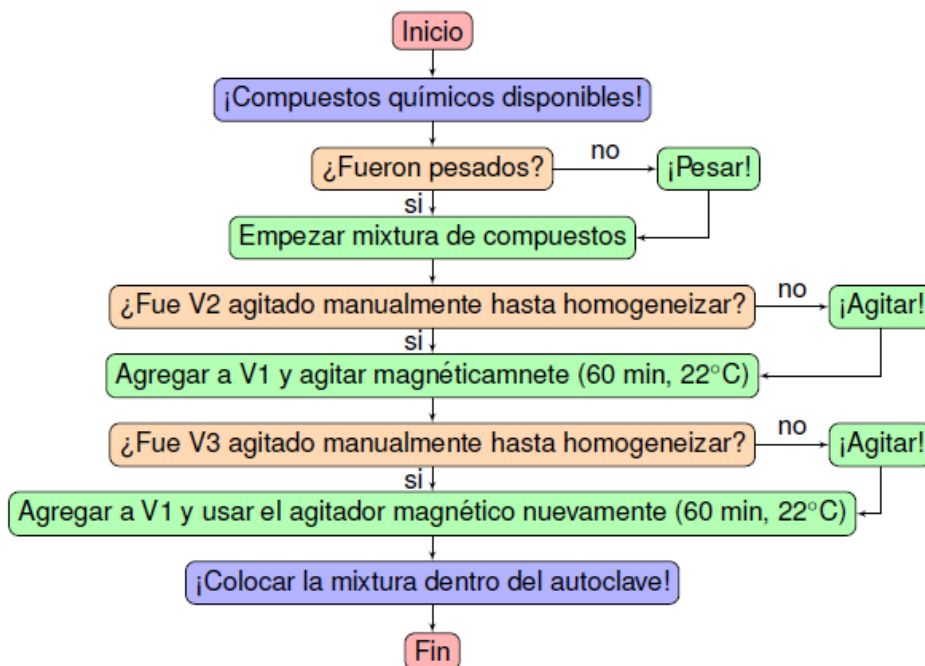 Inicio
¡Compuestos químicos disponibles!
¿Fueron pesados?
no
¡Pesar!
si
Empezar mixtura de compuestos
¿Fue V2 agitado manualmente hasta homogeneizar?
no
¡Agitar!
si
Agregar a V1 y agitar magnéticamnete (60 min, 22°C)
¿Fue V3 agitado manualmente hasta homogeneizar?
no
¡Agitar!
si
Agregar a V1 y usar el agitador magnético nuevamente (60 min, 22°C)
¡Colocar la mixtura dentro del autoclave!
Fin